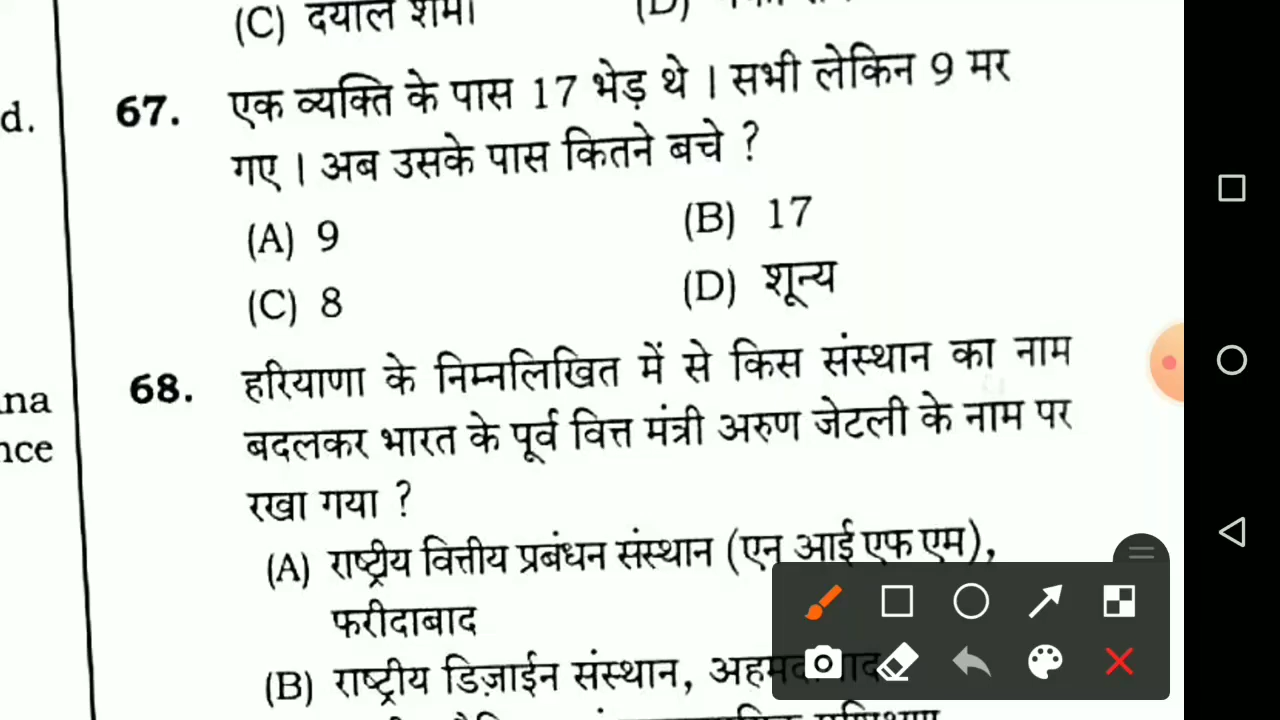 (C) दयाल शर्मा
(D)
d.
67. एक व्यक्ति के पास 17 भेड़ थे । सभी लेकिन 9 मर
गए । अब उसके पास कितने बचे ?
(A) 9 (B) 17
(C) 8 (D) शून्य
68. हरियाणा के निम्नलिखित में से किस संस्थान का नाम
बदलकर भारत के पूर्व वित्त मंत्री अरुण जेटली के नाम पर
रखा गया ?
(A) राष्ट्रीय वित्तीय प्रबंधन संस्थान (एन आई एफ एम),
फरीदाबाद
(B) राष्ट्रीय डिज़ाईन संस्थान,